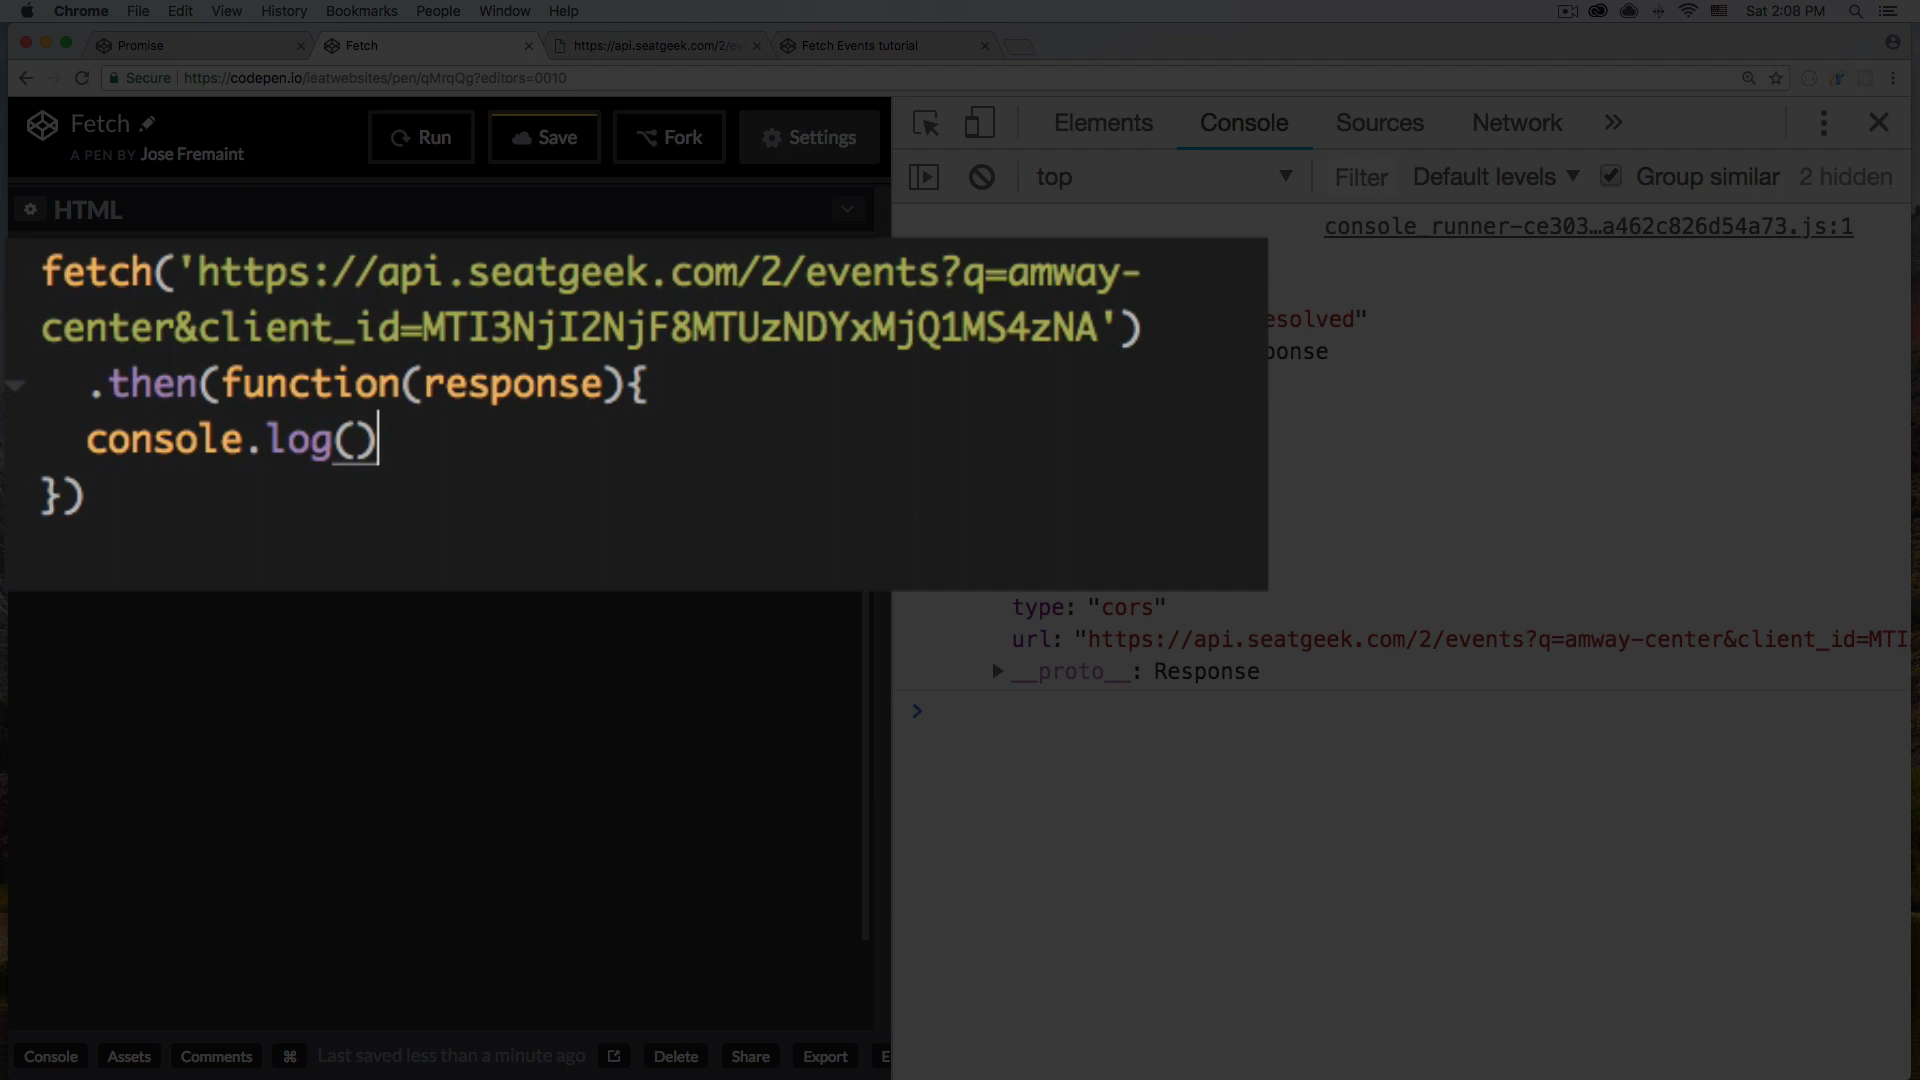 Chrome File Edit View History Bookmarks People Window Help Sat 2:08 PM
Promise Fetch https://api.seatgeek.com/2/eve Fetch Events tutorial
Secure https://codepen.io/leatwebsites/pen/qMrqQg?editors=0010
Fetch
A PEN BY Jose Fremaint
Run Save Fork Settings
Elements Console Sources Network
top Filter Default levels Group similar 2 hidden
HTML
console_runner-ce303…a462c826d54a73.js:1
fetch('https://api.seatgeek.com/2/events?q=amway-
center&client_id=MTI3NjI2NjF8MTUzNDYxMjQ1MS4zNA')
.then(function(response){
console.log()
})
esolved"
ponse
type: "cors"
url: "https://api.seatgeek.com/2/events?q=amway-center&client_id=MTI
__proto__: Response
Console Assets Comments ⌘ Last saved less than a minute ago Delete Share Export E